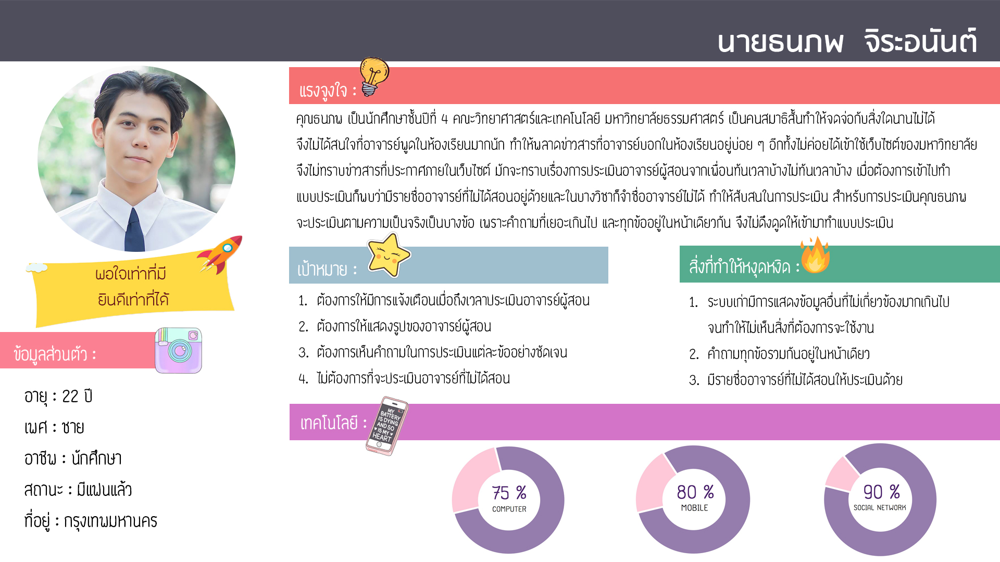 นายธนภพ จิระอนันต์
แรงจูงใจ :
คุณธนภพ เป็นนักศึกษาชั้นปีที่ 4 คณะวิทยาศาสตร์และเทคโนโลยี มหาวิทยาลัยธรรมศาสตร์ เป็นคนสมาธิสั้นทำให้จดจ่อกับสิ่งใดนานไม่ได้
จึงไม่ได้สนใจที่อาจารย์พูดในห้องเรียนมากนัก ทำให้พลาดข่าวสารที่อาจารย์บอกในห้องเรียนอยู่บ่อย ๆ อีกทั้งไม่ค่อยได้เข้าใช้เว็บไซต์ของมหาวิทยาลัย
จึงไม่ทราบข่าวสารที่ประกาศภายในเว็บไซต์ มักจะทราบเรื่องการประเมินอาจารย์ผู้สอนจากเพื่อนทันเวลาบ้างไม่ทันเวลาบ้าง เมื่อต้องการเข้าไปทำ
แบบประเมินก็พบว่ามีรายชื่ออาจารย์ที่ไม่ได้สอนอยู่ด้วยและในบางวิชาก็จำชื่ออาจารย์ไม่ได้ ทำให้สับสนในการประเมิน สำหรับการประเมินคุณธนภพ
จะประเมินตามความเป็นจริงเป็นบางข้อ เพราะคำถามที่เยอะเกินไป และทุกข้ออยู่ในหน้าเดียวกัน จึงไม่ดึงดูดให้เข้ามาทำแบบประเมิน
พอใจเท่าที่มี
ยินดีเท่าที่ได้
ข้อมูลส่วนตัว :
อายุ : 22 ปี
เพศ : ชาย
อาชีพ : นักศึกษา
สถานะ : มีแฟนแล้ว
ที่อยู่ : กรุงเทพมหานคร
เป้าหมาย :
1. ต้องการให้มีการแจ้งเตือนเมื่อถึงเวลาประเมินอาจารย์ผู้สอน
2. ต้องการให้แสดงรูปของอาจารย์ผู้สอน
3. ต้องการเห็นคำถามในการประเมินแต่ละข้ออย่างชัดเจน
4. ไม่ต้องการที่จะประเมินอาจารย์ที่ไม่ได้สอน
สิ่งที่ทำให้หงุดหงิด :
1. ระบบเก่ามีการแสดงข้อมูลอื่นที่ไม่เกี่ยวข้องมากเกินไป
จนทำให้ไม่เห็นสิ่งที่ต้องการจะใช้งาน
2. คำถามทุกข้อรวมกันอยู่ในหน้าเดียว
3. มีรายชื่ออาจารย์ที่ไม่ได้สอนให้ประเมินด้วย
เทคโนโลยี :
MY
BATTERY
IS DYING
AND SO
IS MY
HEART
75 %
COMPUTER
80 %
MOBILE
90 %
SOCIAL NETWORK